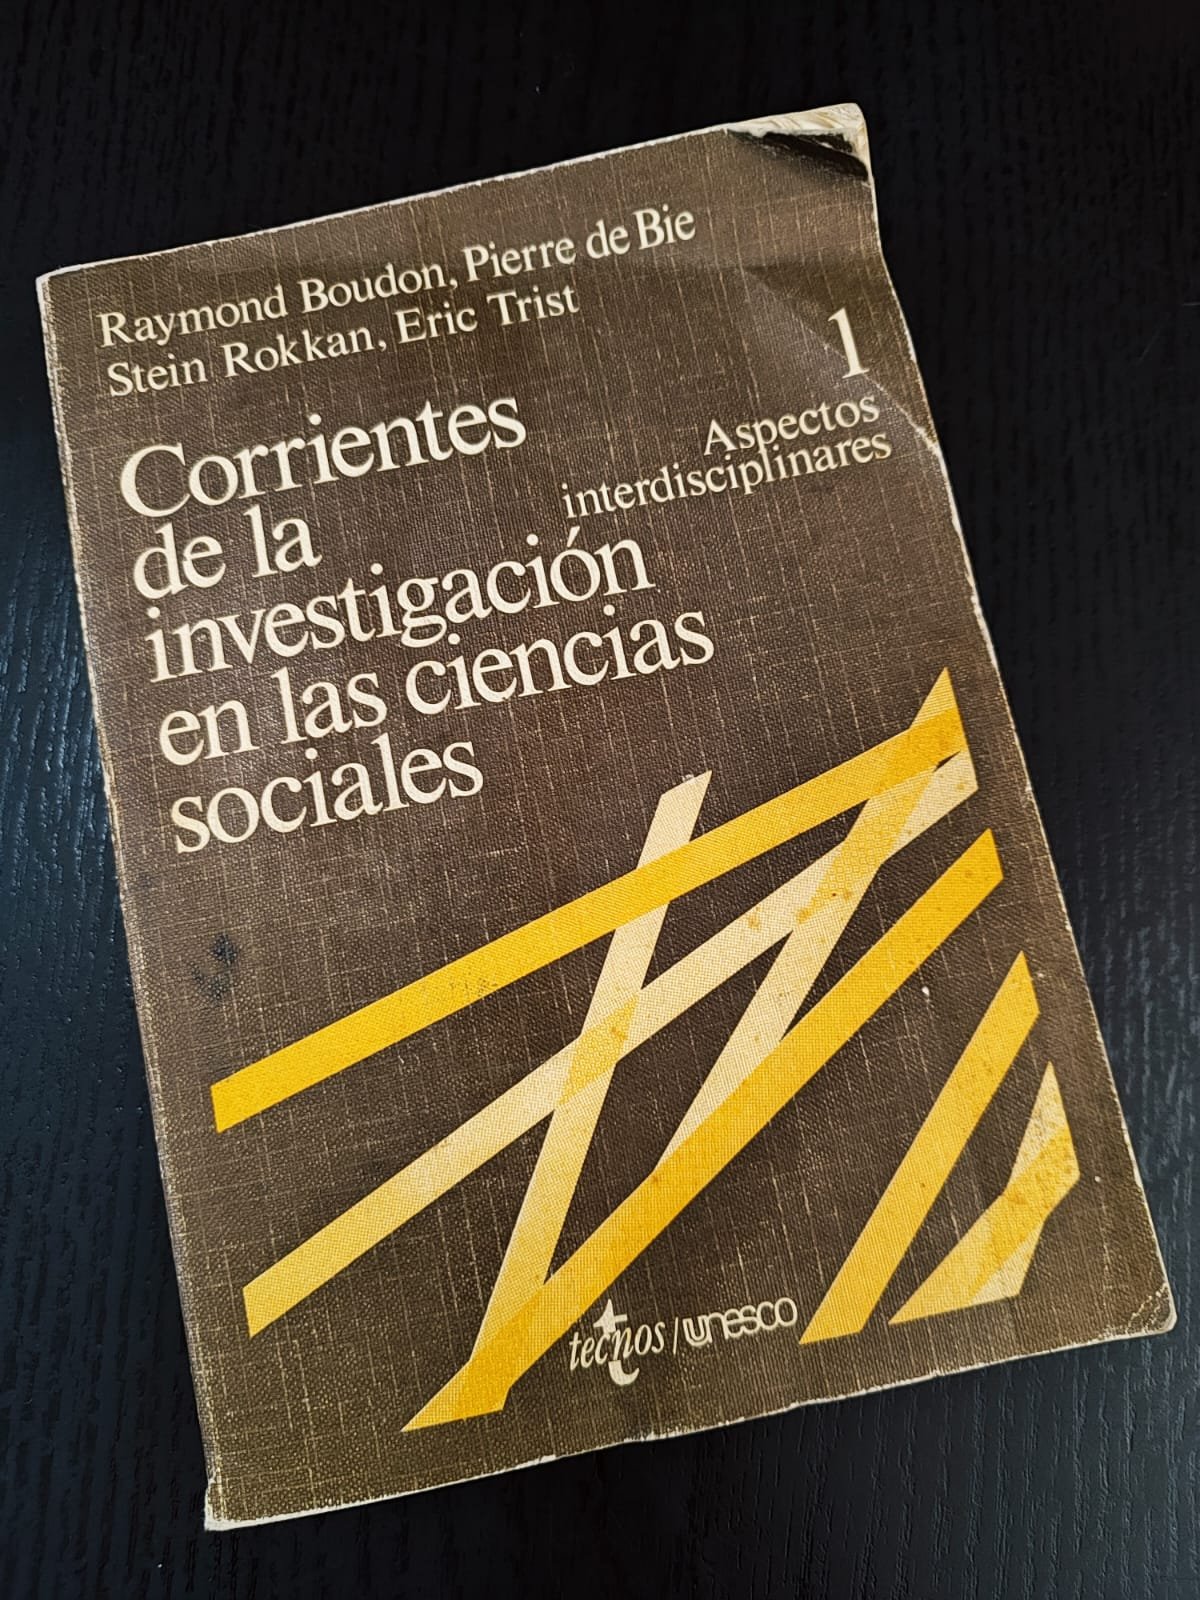 Raymond Boudon, Pierre de Bie
Stein Rokkan, Eric Trist
1
Aspectos
interdisciplinares
Corrientes
de la
investigación
en las ciencias
sociales
tecnos / unesco